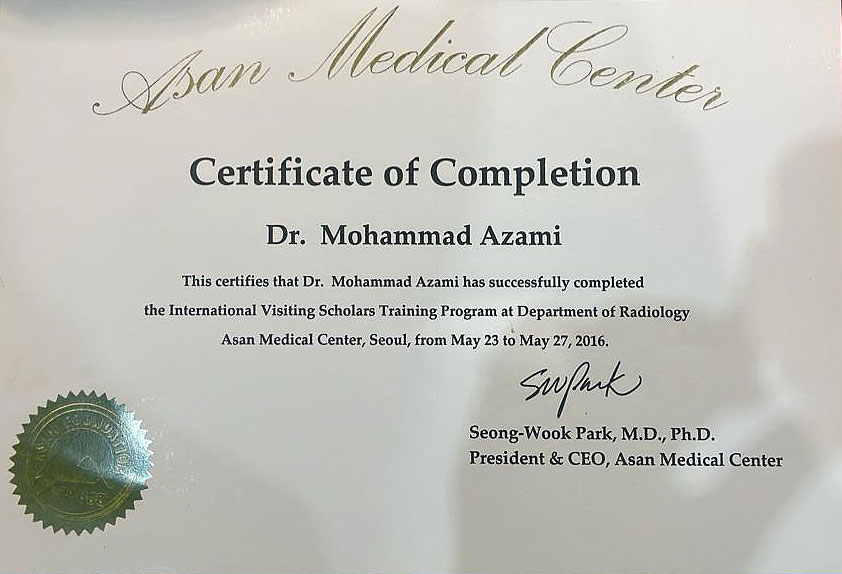 Asan Medical Center
Certificate of Completion
Dr. Mohammad Azami
This certifies that Dr. Mohammad Azami has successfully completed
the International Visiting Scholars Training Program at Department of Radiology
Asan Medical Center, Seoul, from May 23 to May 27, 2016.
SWPark
Seong-Wook Park, M.D., Ph.D.
President & CEO, Asan Medical Center